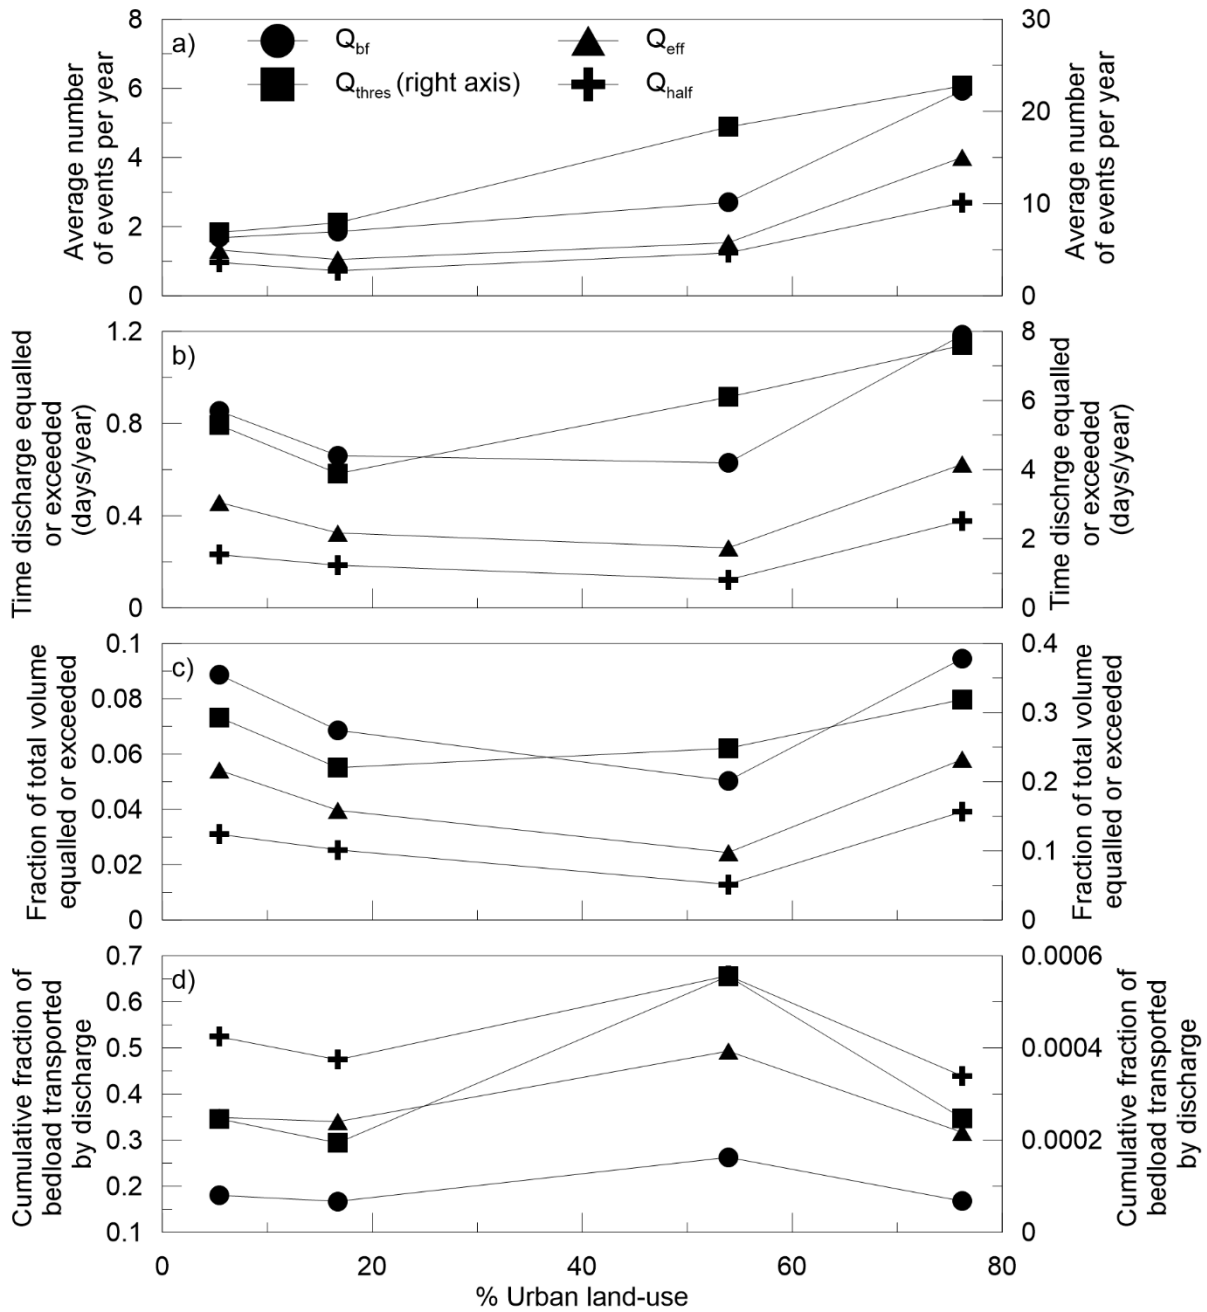 a)
Q_bf
Q_eff
Q_thres (right axis)
Q_half
8
6
4
2
0
Average number
of events per year
30
20
10
0
Average number
of events per year
b)
1.2
0.8
0.4
0
Time discharge equalled
or exceeded
(days/year)
8
6
4
2
0
Time dischrge equalled
or exceeded
(days/year)
c)
0.1
0.08
0.06
0.04
0.02
0
Fraction of total volume
equalled or exceeded
0.4
0.3
0.2
0.1
0
Fraction of total volume
equalled or exceeded
d)
0.7
0.6
0.5
0.4
0.3
0.2
0.1
Cumulative fraction of
bedload transported
by discharge
0.0006
0.0004
0.0002
0
Cumulative fraction of
bedload transported
by discharge
0
20
40
60
80
% Urban land-use